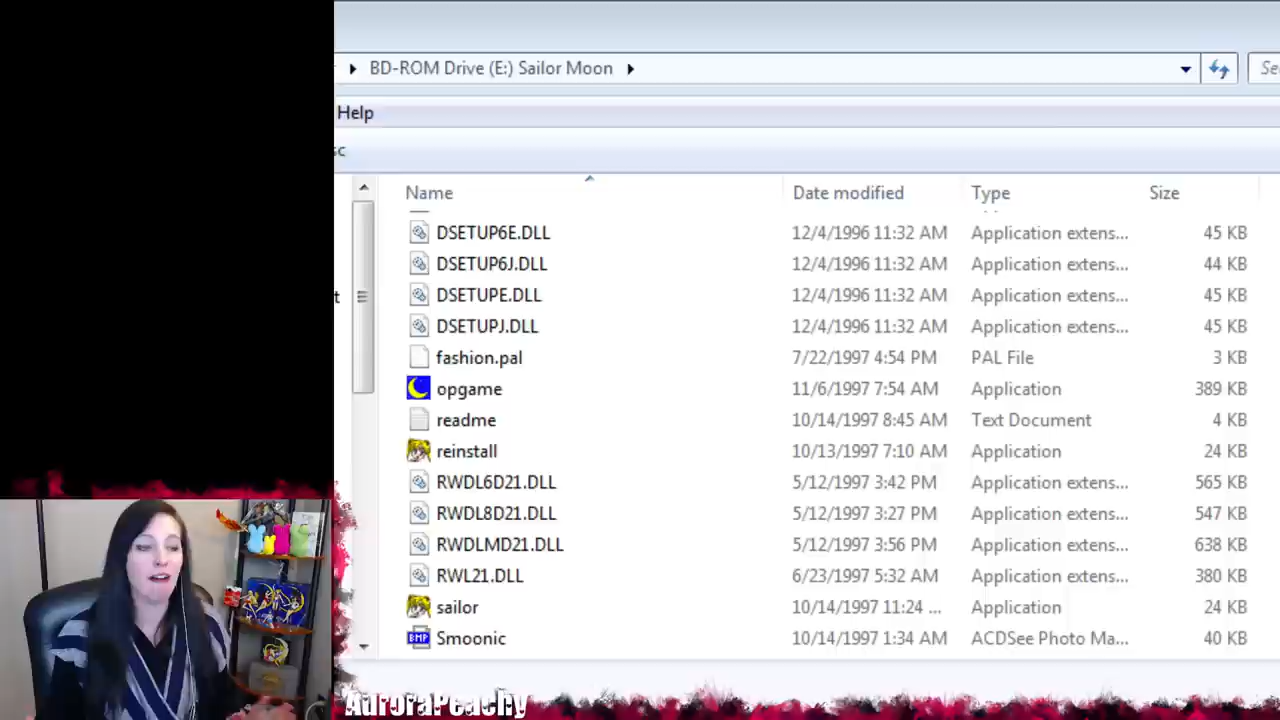 BD-ROM Drive (E:) Sailor Moon
Help
Name Date modified Type Size
DSETUP6E.DLL 12/4/1996 11:32 AM Application extens... 45 KB
DSETUP6J.DLL 12/4/1996 11:32 AM Application extens... 44 KB
DSETUPE.DLL 12/4/1996 11:32 AM Application extens... 45 KB
DSETUPJ.DLL 12/4/1996 11:32 AM Application extens... 45 KB
fashion.pal 7/22/1997 4:54 PM PAL File 3 KB
opgame 11/6/1997 7:54 AM Application 389 KB
readme 10/14/1997 8:45 AM Text Document 4 KB
reinstall 10/13/1997 7:10 AM Application 24 KB
RWDL6D21.DLL 5/12/1997 3:42 PM Application extens... 565 KB
RWDL8D21.DLL 5/12/1997 3:27 PM Application extens... 547 KB
RWDLMD21.DLL 5/12/1997 3:56 PM Application extens... 638 KB
RWL21.DLL 6/23/1997 5:32 AM Application extens... 380 KB
sailor 10/14/1997 11:24 ... Application 24 KB
BMP Smoonic 10/14/1997 1:34 AM ACDSee Photo Ma... 40 KB
AuroraPeachy